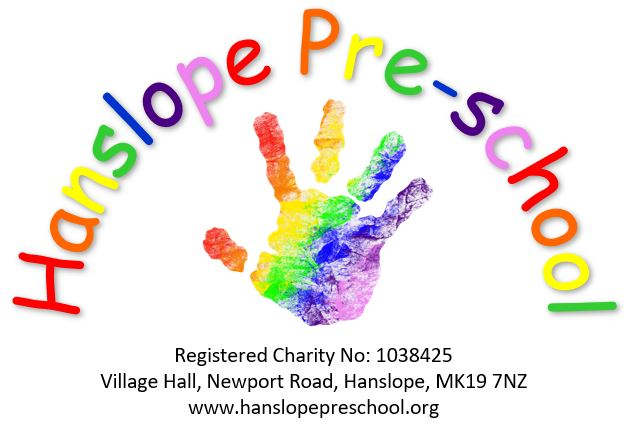 Hanslope Pre-school
Registered Charity No: 1038425
Village Hall, Newport Road, Hanslope, MK19 7NZ
www.hanslopepreschool.org